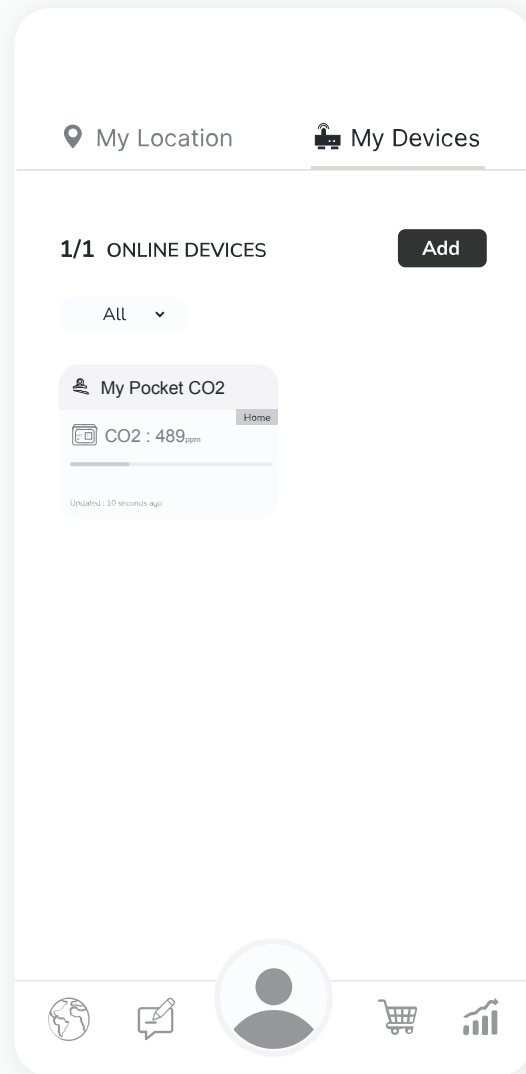 My Location
My Devices
1/1 ONLINE DEVICES
Add
All
My Pocket CO2
Home
CO2 : 489ppm
Updated : 10 seconds ago